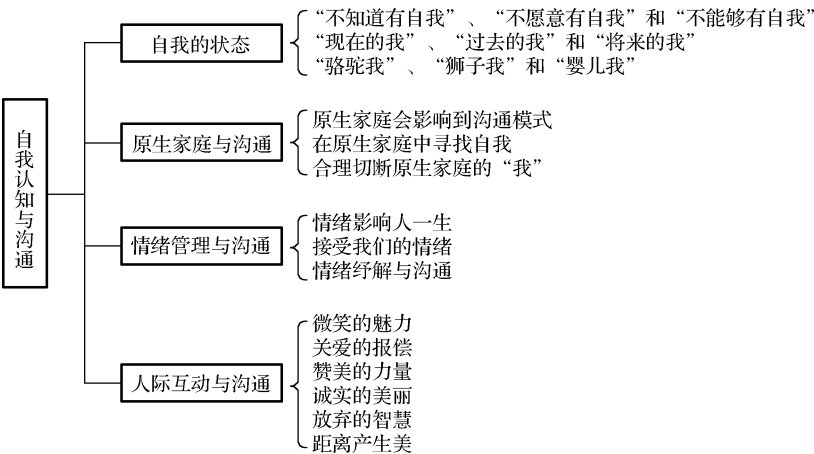 自我认知与沟通
自我的状态
“不知道有自我”、“不愿意有自我”和“不能够有自我”
“现在的我”、“过去的我”和“将来的我”
“骆驼我”、“狮子我”和“婴儿我”
原生家庭与沟通
原生家庭会影响到沟通模式
在原生家庭中寻找自我
合理切断原生家庭的“我”
情绪管理与沟通
情绪影响人一生
接受我们的情绪
情绪纾解与沟通
人际互动与沟通
微笑的魅力
关爱的报偿
赞美的力量
诚实的美丽
放弃的智慧
距离产生美